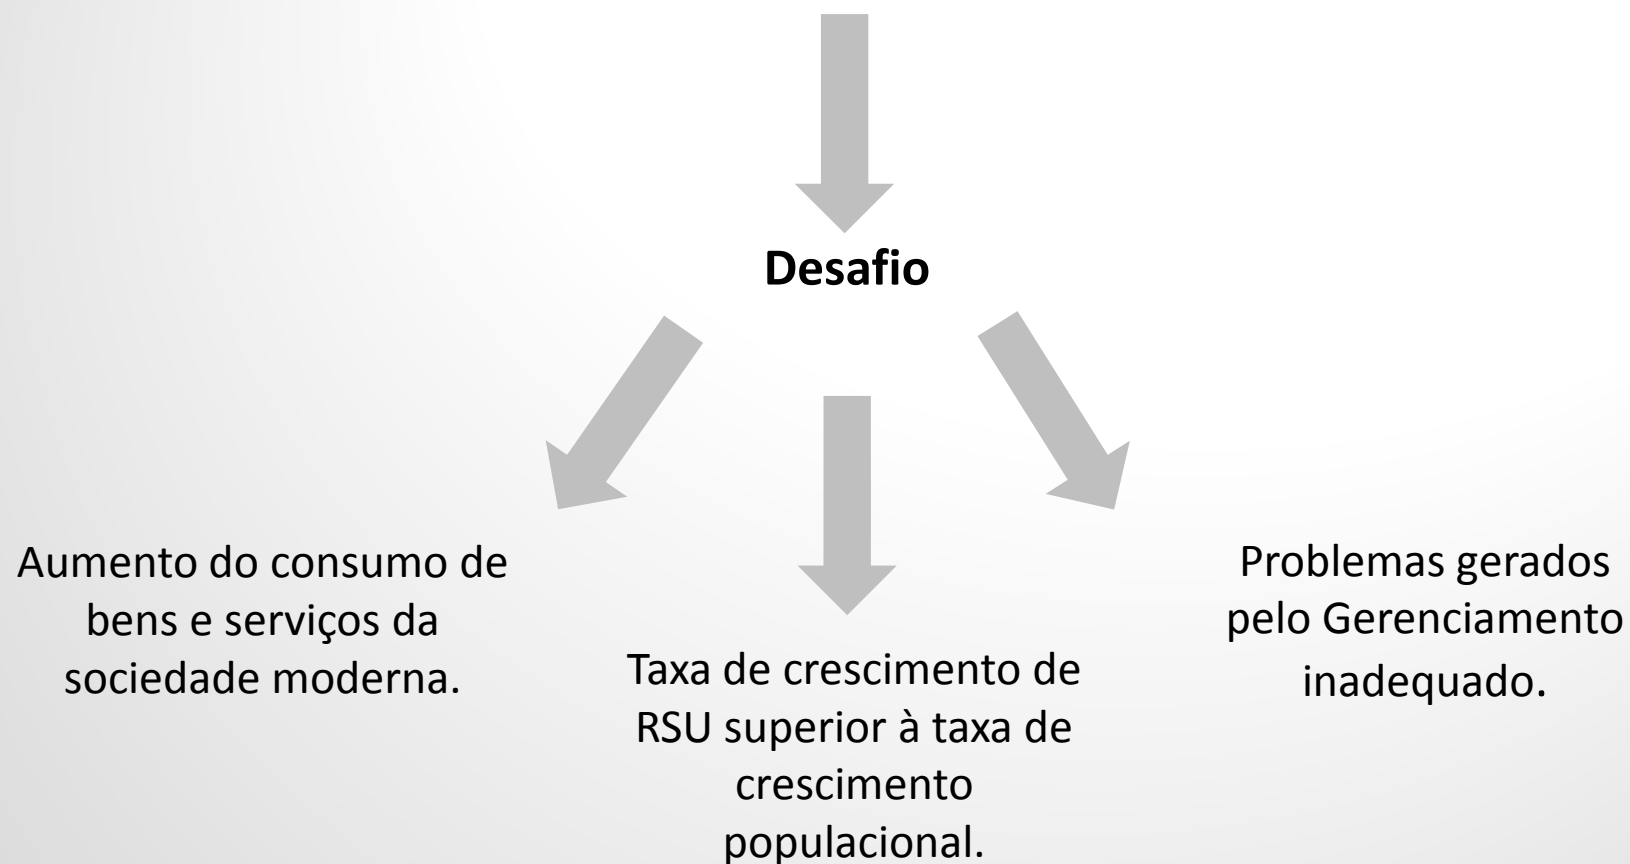 Desafio
Aumento do consumo de
bens e serviços da
sociedade moderna.
Taxa de crescimento de
RSU superior à taxa de
crescimento
populacional.
Problemas gerados
pelo Gerenciamento
inadequado.